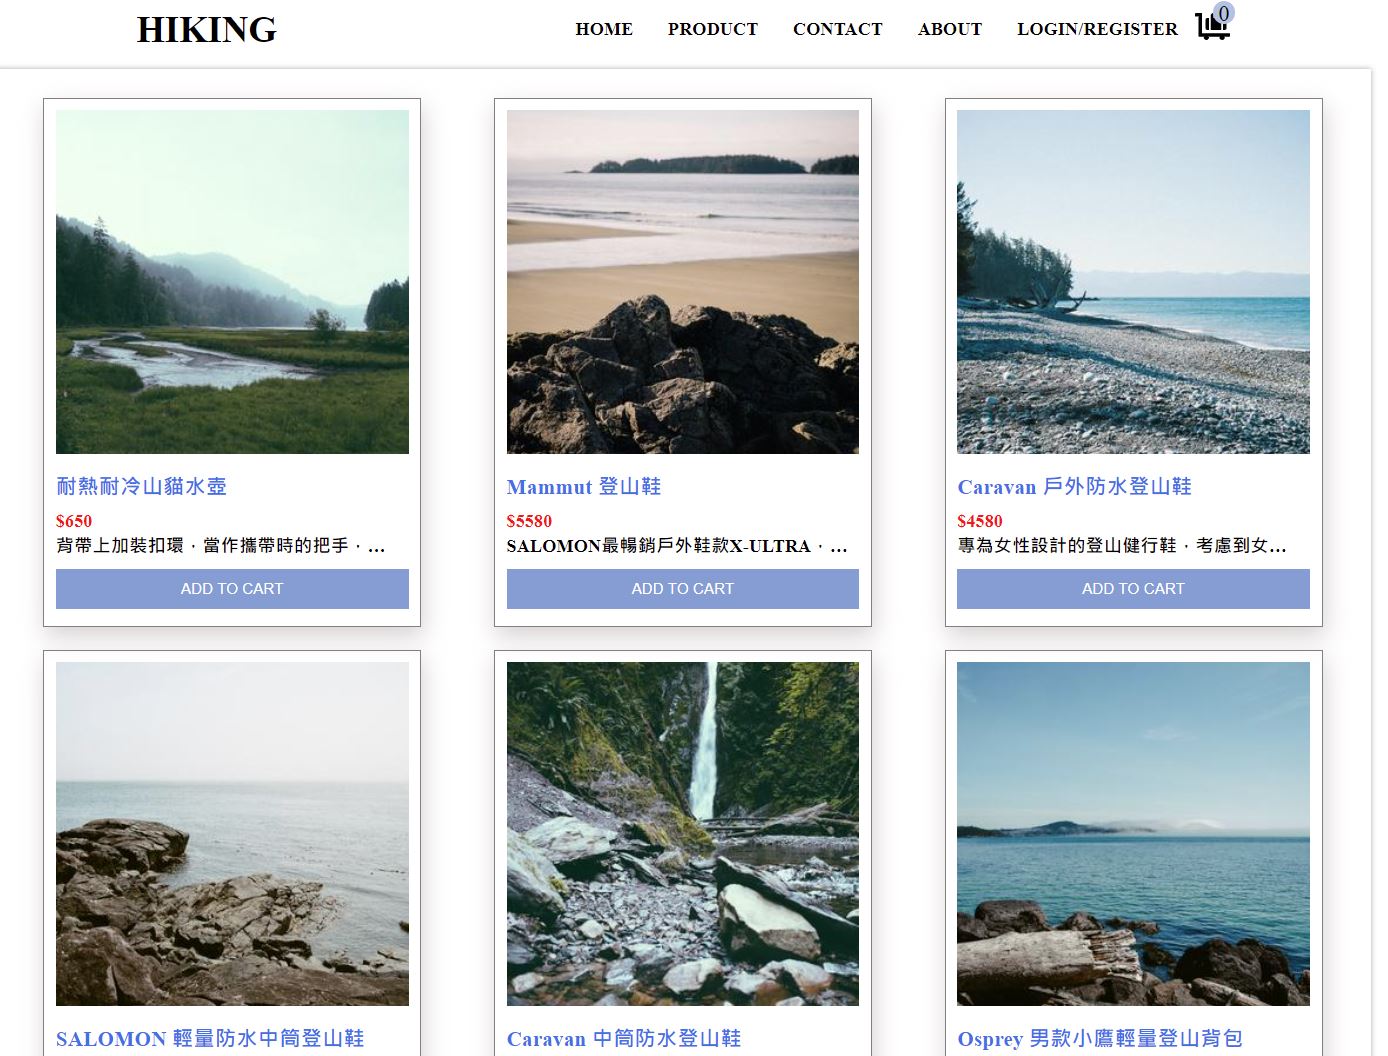 HIKING
HOME PRODUCT CONTACT ABOUT LOGIN/REGISTER 0
耐熱耐冷山貓水壺
$650
背帶上加裝扣環，當作攜帶時的把手，...
ADD TO CART
Mammut 登山鞋
$5580
SALOMON最暢銷戶外鞋款X-ULTRA，...
ADD TO CART
Caravan 戶外防水登山鞋
$4580
專為女性設計的登山健行鞋，考慮到女...
ADD TO CART
SALOMON 輕量防水中筒登山鞋
Caravan 中筒防水登山鞋
Osprey 男款小鷹輕量登山背包